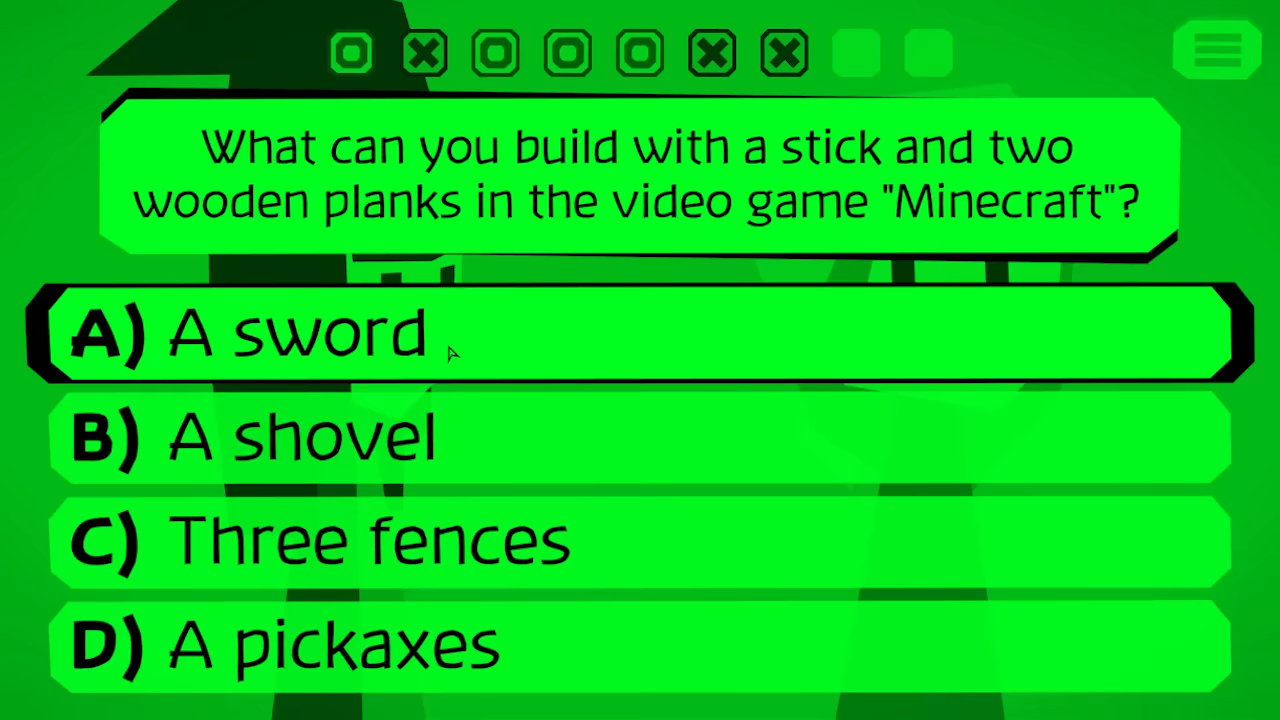 What can you build with a stick and two
wooden planks in the video game "Minecraft"?
A) A sword
B) A shovel
C) Three fences
D) A pickaxes